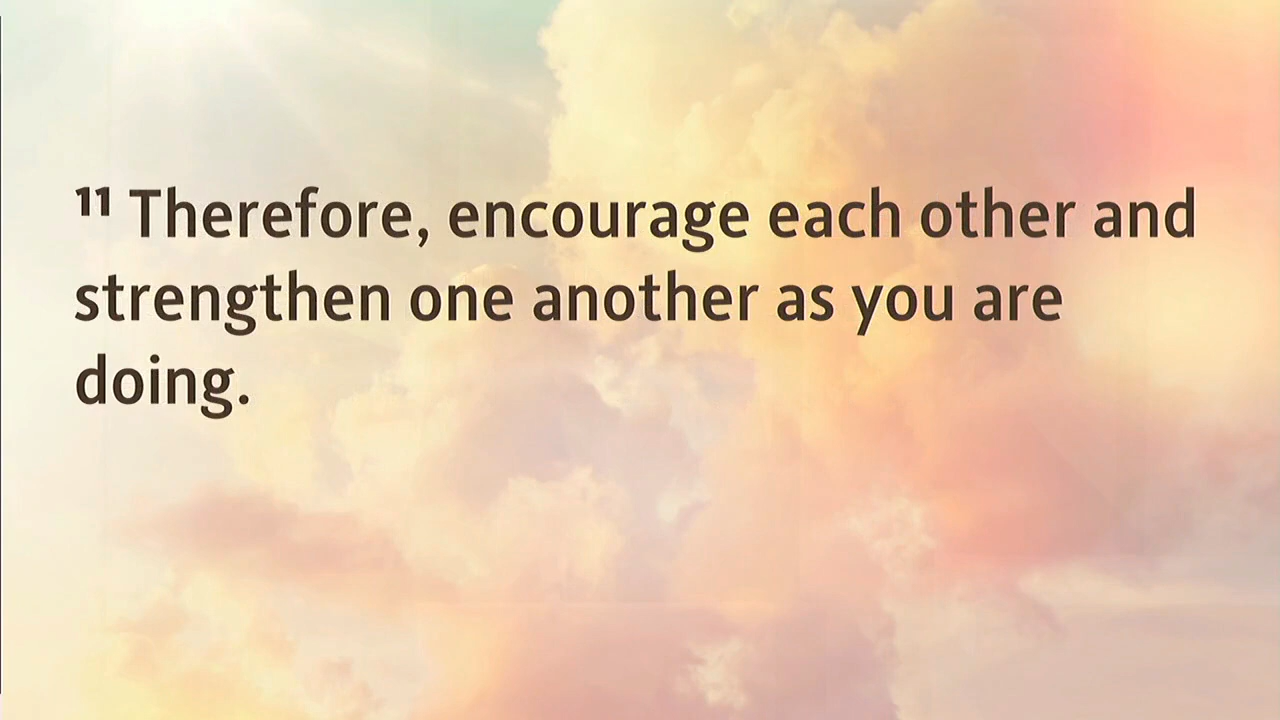 ¹¹ Therefore, encourage each other and
strengthen one another as you are
doing.